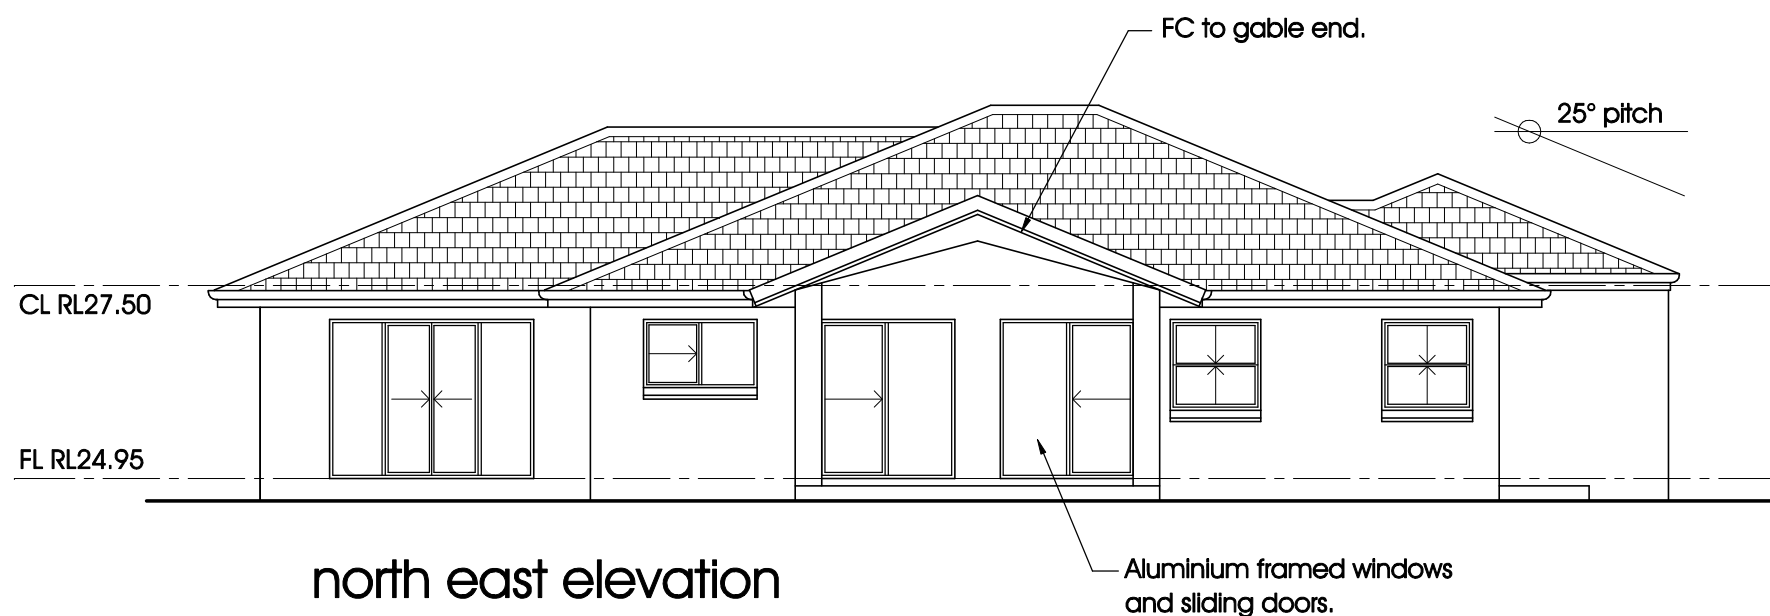 FC to gable end.
25° pitch
CL RL27.50
FL RL24.95
north east elevation
Aluminium framed windows
and sliding doors.